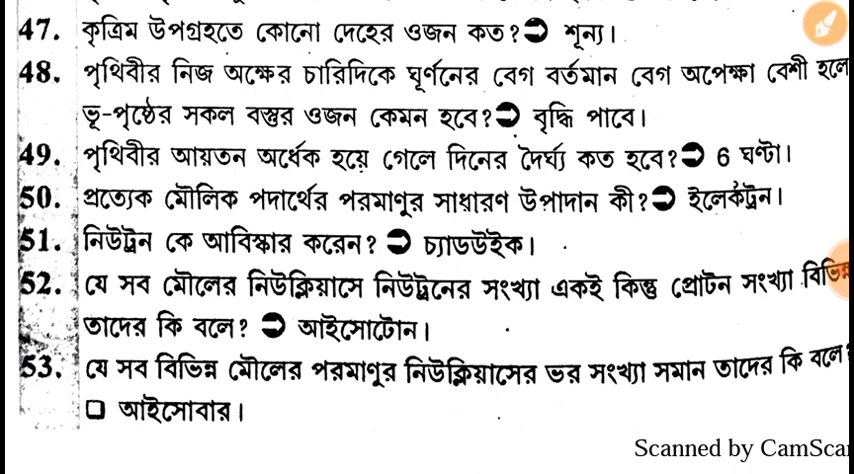 47. কৃত্রিম উপগ্রহতে কোনো দেহের ওজন কত? শূন্য।
48. পৃথিবীর নিজ অক্ষের চারিদিকে ঘূর্ণনের বেগ বর্তমান বেগ অপেক্ষা বেশী হলে
ভূ-পৃষ্ঠের সকল বস্তুর ওজন কেমন হবে? বৃদ্ধি পাবে।
49. পৃথিবীর আয়তন অর্ধেক হয়ে গেলে দিনের দৈর্ঘ্য কত হবে? 6 ঘণ্টা।
50. প্রত্যেক মৌলিক পদার্থের পরমাণুর সাধারণ উপাদান কী? ইলেকট্রন।
51. নিউট্রন কে আবিস্কার করেন? চ্যাডউইক।
52. যে সব মৌলের নিউক্লিয়াসে নিউট্রনের সংখ্যা একই কিন্তু প্রোটন সংখ্যা
তাদের কি বলে? আইসোটোন।
53. যে সব বিভিন্ন মৌলের পরমাণুর নিউক্লিয়াসের ভর সংখ্যা সমান তাদের কি বলে?
আইসোবার।
Scanned by